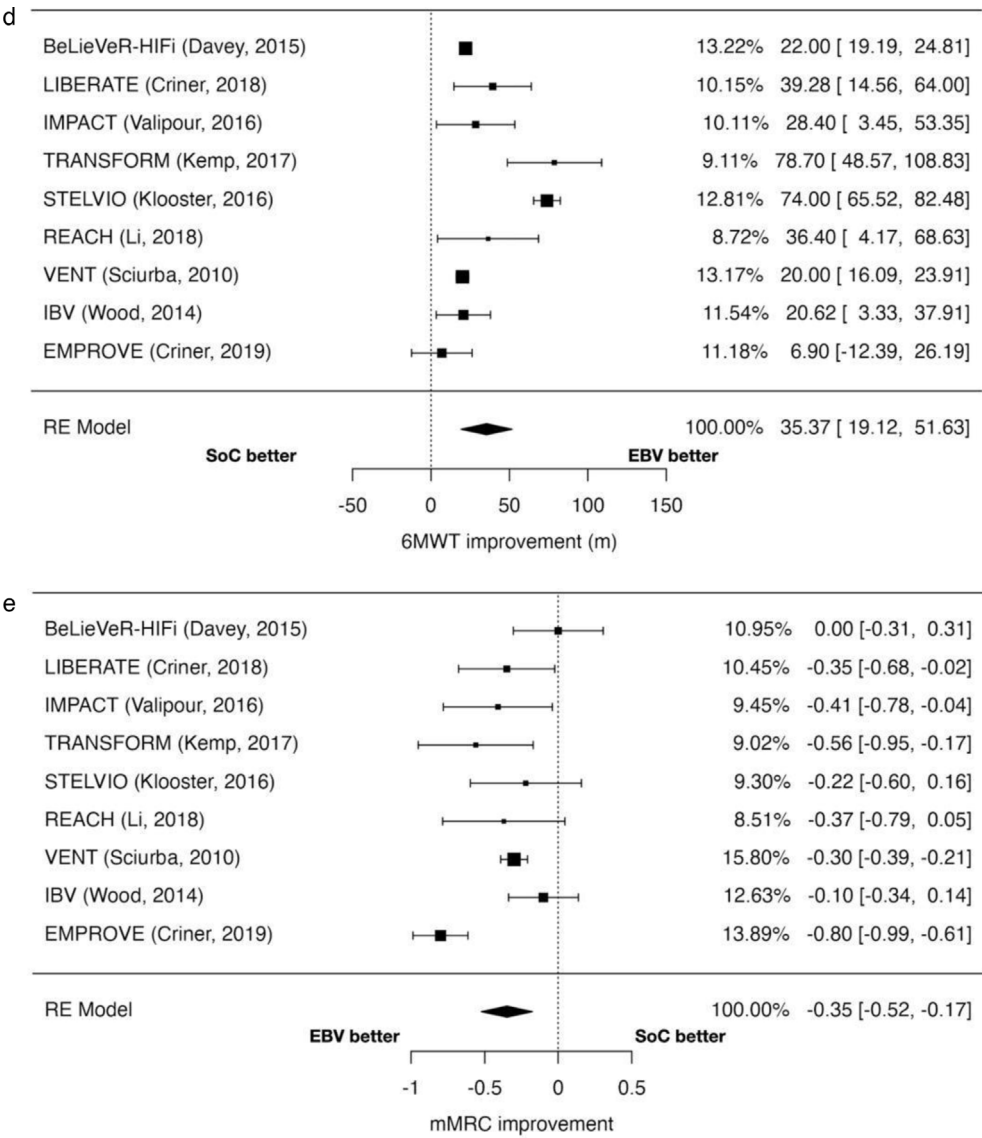 d
BeLieVeR-HIFi (Davey, 2015) 13.22% 22.00 [ 19.19, 24.81]
LIBERATE (Criner, 2018) 10.15% 39.28 [ 14.56, 64.00]
IMPACT (Valipour, 2016) 10.11% 28.40 [ 3.45, 53.35]
TRANSFORM (Kemp, 2017) 9.11% 78.70 [ 48.57, 108.83]
STELVIO (Klooster, 2016) 12.81% 74.00 [ 65.52, 82.48]
REACH (Li, 2018) 8.72% 36.40 [ 4.17, 68.63]
VENT (Sciurba, 2010) 13.17% 20.00 [ 16.09, 23.91]
IBV (Wood, 2014) 11.54% 20.62 [ 3.33, 37.91]
EMPROVE (Criner, 2019) 11.18% 6.90 [-12.39, 26.19]
RE Model 100.00% 35.37 [ 19.12, 51.63]
SoC better EBV better
-50 0 50 100 150
6MWT improvement (m)
e
BeLieVeR-HIFi (Davey, 2015) 10.95% 0.00 [-0.31, 0.31]
LIBERATE (Criner, 2018) 10.45% -0.35 [-0.68, -0.02]
IMPACT (Valipour, 2016) 9.45% -0.41 [-0.78, -0.04]
TRANSFORM (Kemp, 2017) 9.02% -0.56 [-0.95, -0.17]
STELVIO (Klooster, 2016) 9.30% -0.22 [-0.60, 0.16]
REACH (Li, 2018) 8.51% -0.37 [-0.79, 0.05]
VENT (Sciurba, 2010) 15.80% -0.30 [-0.39, -0.21]
IBV (Wood, 2014) 12.63% -0.10 [-0.34, 0.14]
EMPROVE (Criner, 2019) 13.89% -0.80 [-0.99, -0.61]
RE Model 100.00% -0.35 [-0.52, -0.17]
EBV better SoC better
-1 -0.5 0 0.5
mMRC improvement